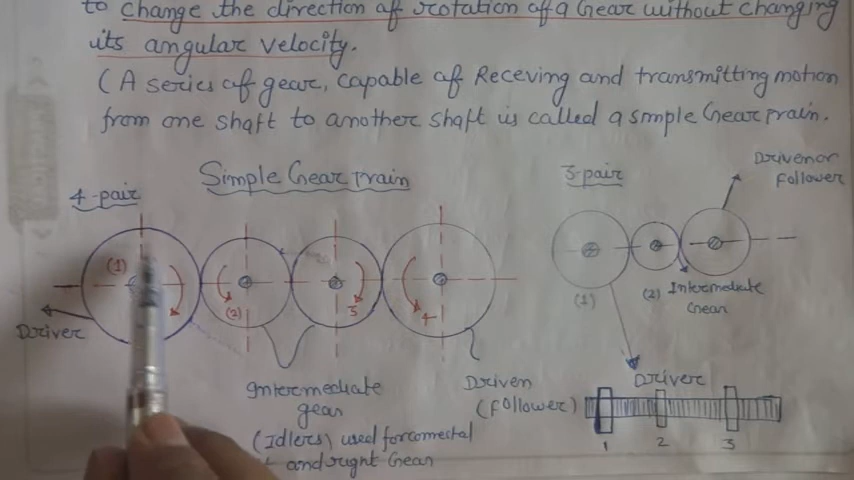 to change the direction of rotation of a Gear without changing
its angular velocity.
(A series of gear, capable of Receving and transmitting motion
from one shaft to another shaft is called a smple Gear train.
Simple Gear train
4-pair
(1)
(2)
3
4
Driver
Intermediate
gear
(Idlers) used for connectal
and right Gear
Driven
(follower)
3-pair
Driven or
follower
(1)
(2) Intermediate
Gear
Driver
1 2 3